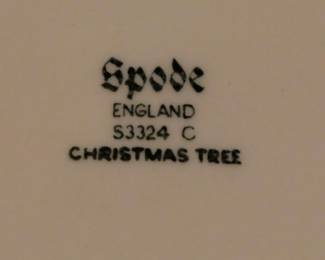 Spode
ENGLAND
S3324 C
CHRISTMAS TREE